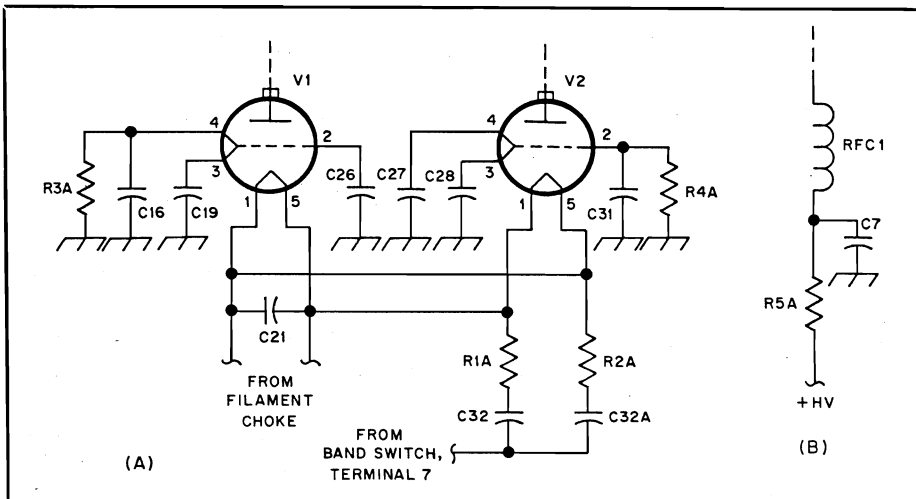 V1
V2
4
2
3
1
5
4
2
3
1
5
R3A
C16
C19
C26
C27
C28
C31
R4A
C21
FROM
FILAMENT
CHOKE
R1A
R2A
C32
C32A
FROM
BAND SWITCH,
TERMINAL 7
(A)
RFC1
C7
R5A
+HV
(B)